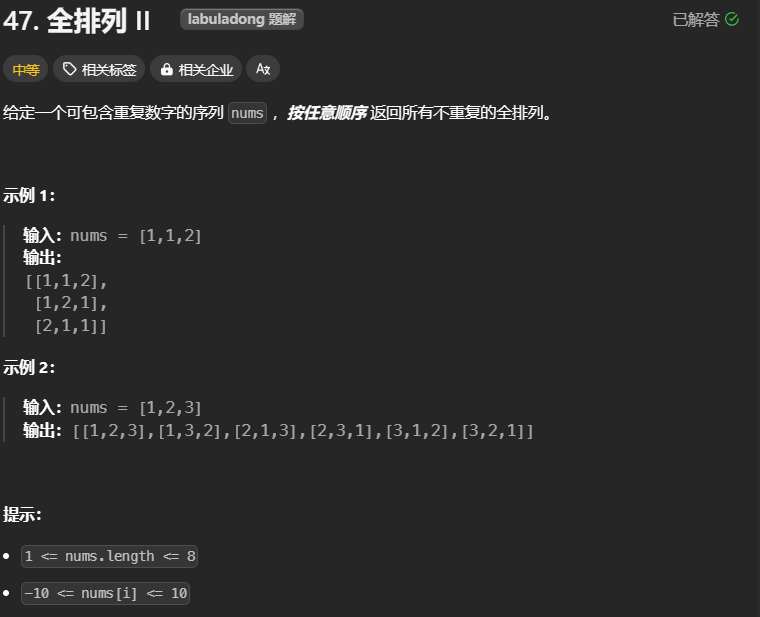 47. 全排列 II
labuladong 题解
已解答
中等
相关标签
相关企业
给定一个可包含重复数字的序列 nums ，按任意顺序 返回所有不重复的全排列。
示例 1：
输入：nums = [1,1,2]
输出：
[[1,1,2],
[1,2,1],
[2,1,1]]
示例 2：
输入：nums = [1,2,3]
输出：[[1,2,3],[1,3,2],[2,1,3],[2,3,1],[3,1,2],[3,2,1]]
提示：
1 <= nums.length <= 8
-10 <= nums[i] <= 10